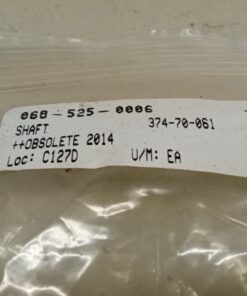 068-525-0006
SHAFT 374-70-061
++OBSOLETE 2014
Loc: C127D U/M: EA